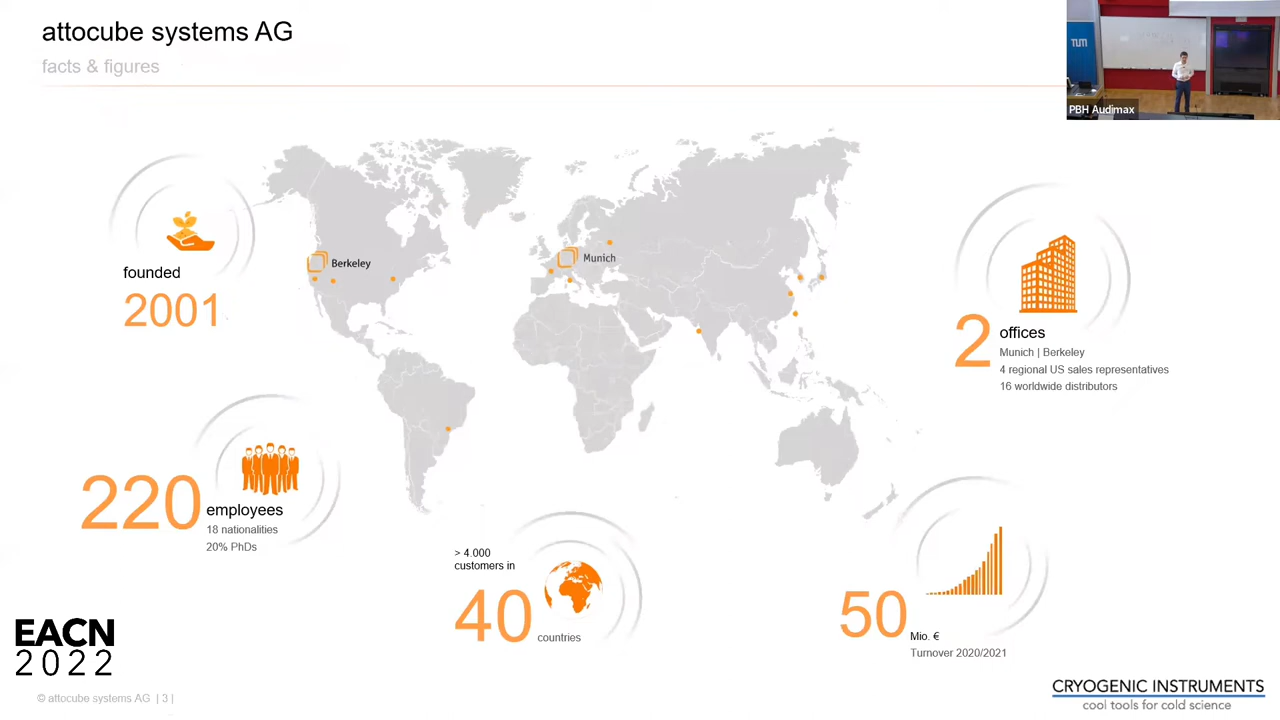 attocube systems AG
facts & figures
TUM
PBH Audimax
founded
2001
Berkeley
Munich
2
offices
Munich | Berkeley
4 regional US sales representatives
16 worldwide distributors
220
employees
18 nationalities
20% PhDs
> 4.000
customers in
40
countries
50
Mio. €
Turnover 2020/2021
EACN
2022
© attocube systems AG | 3 |
CRYOGENIC INSTRUMENTS
cool tools for cold science